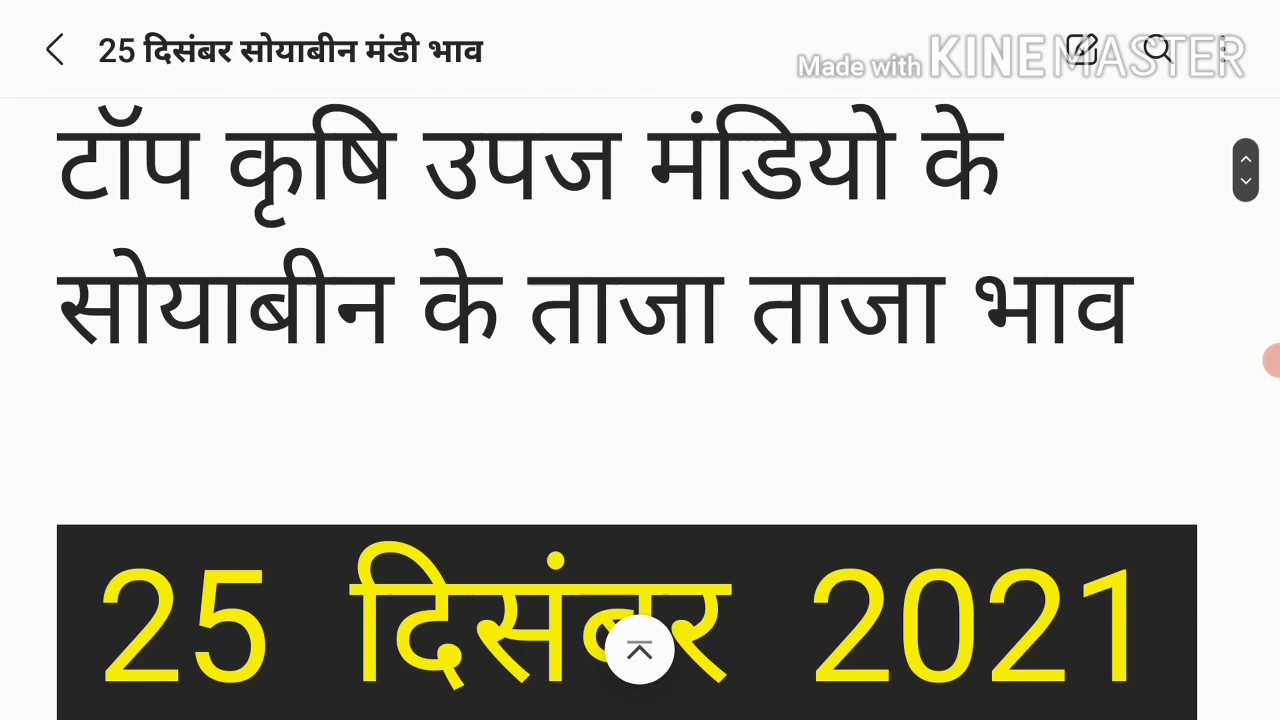 25 दिसंबर सोयाबीन मंडी भाव
Made with KINEMASTER
टॉप कृषि उपज मंडियो के
सोयाबीन के ताजा ताजा भाव
25 दिसंबर 2021